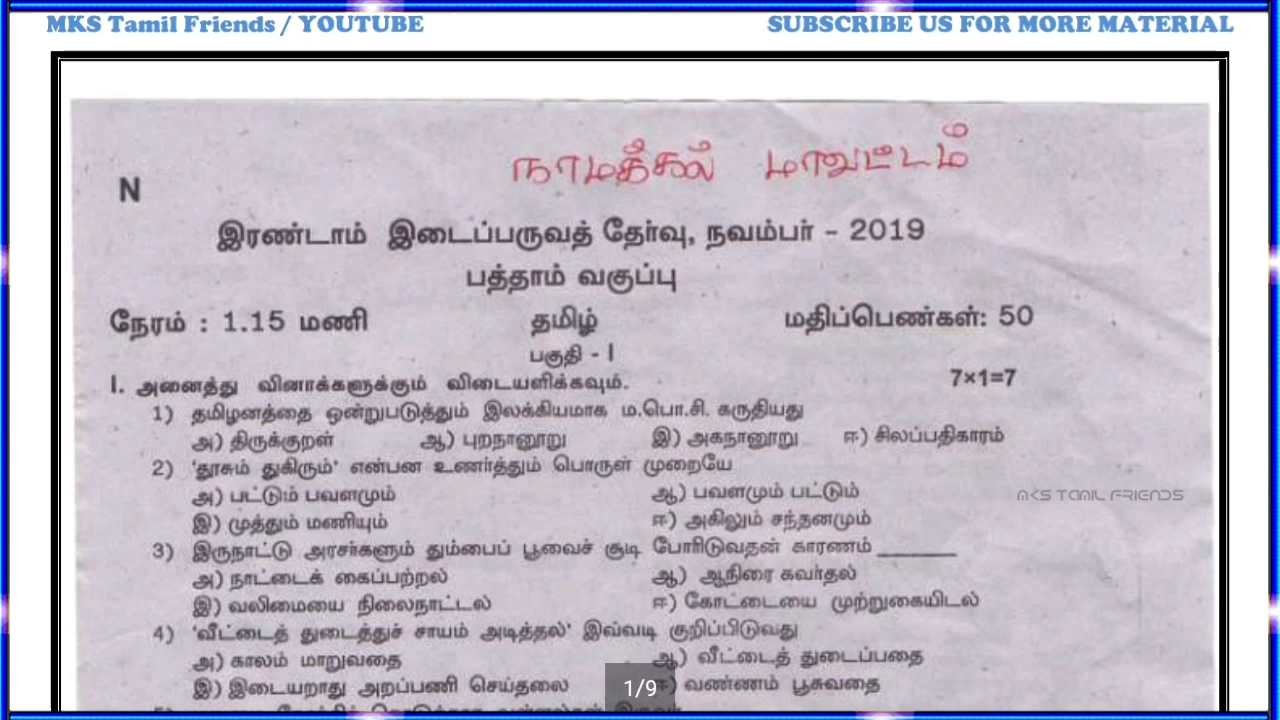 MKS Tamil Friends / YOUTUBE SUBSCRIBE US FOR MORE MATERIAL
நாமக்கல் மாவட்டம்
N
இரண்டாம் இடைப்பருவத் தேர்வு, நவம்பர் - 2019
பத்தாம் வகுப்பு
நேரம் : 1.15 மணி தமிழ் மதிப்பெண்கள்: 50
பகுதி - I
I. அனைத்து வினாக்களுக்கும் விடையளிக்கவும். 7×1=7
1) தமிழனத்தை ஒன்றுபடுத்தும் இலக்கியமாக ம.பொ.சி. கருதியது
அ) திருக்குறள் ஆ) புறநானூறு இ) அகநானூறு ஈ) சிலப்பதிகாரம்
2) 'தூசும் துகிரும்' என்பன உணர்த்தும் பொருள் முறையே
அ) பட்டும் பவளமும் ஆ) பவளமும் பட்டும்
MKS TAMIL FRIENDS
இ) முத்தும் மணியும் ஈ) அகிலும் சந்தனமும்
3) இருநாட்டு அரசர்களும் தும்பைப் பூவைச் சூடி போரிடுவதன் காரணம் ______
அ) நாட்டைக் கைப்பற்றல் ஆ) ஆநிரை கவர்தல்
இ) வலிமையை நிலைநாட்டல் ஈ) கோட்டையை முற்றுகையிடல்
4) 'வீட்டைத் துடைத்துச் சாயம் அடித்தல்' இவ்வடி குறிப்பிடுவது
அ) காலம் மாறுவதை ஆ) வீட்டைத் துடைப்பதை
இ) இடையறாது அறப்பணி செய்தலை ஈ) வண்ணம் பூசுவதை
1/9